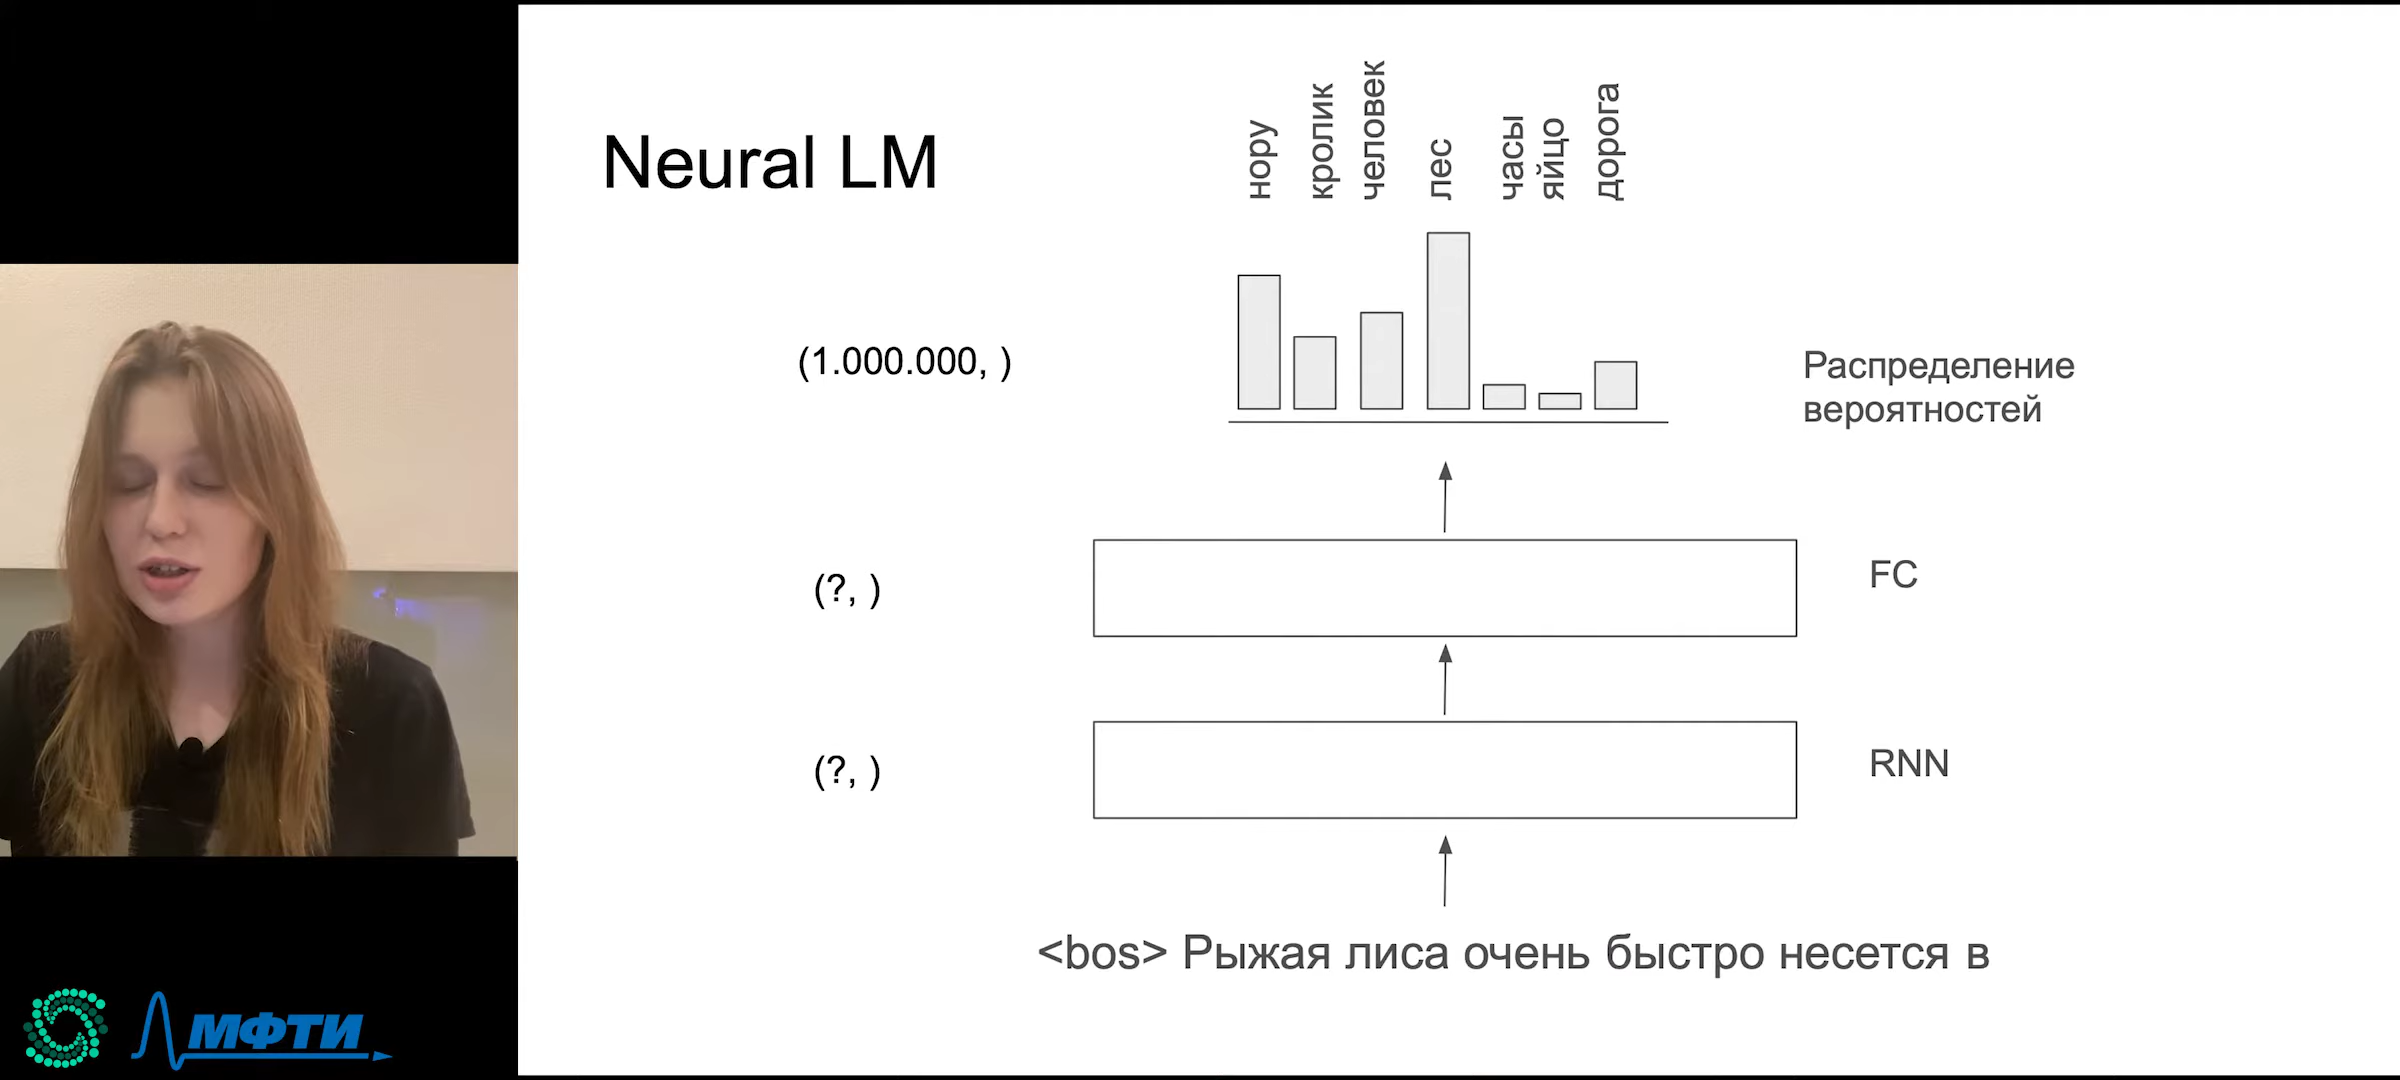 Neural LM
нору
кролик
человек
лес
часы
яйцо
дорога
(1.000.000, )
Распределение
вероятностей
(?, )
FC
(?, )
RNN
<bos> Рыжая лиса очень быстро несется в
МФТИ